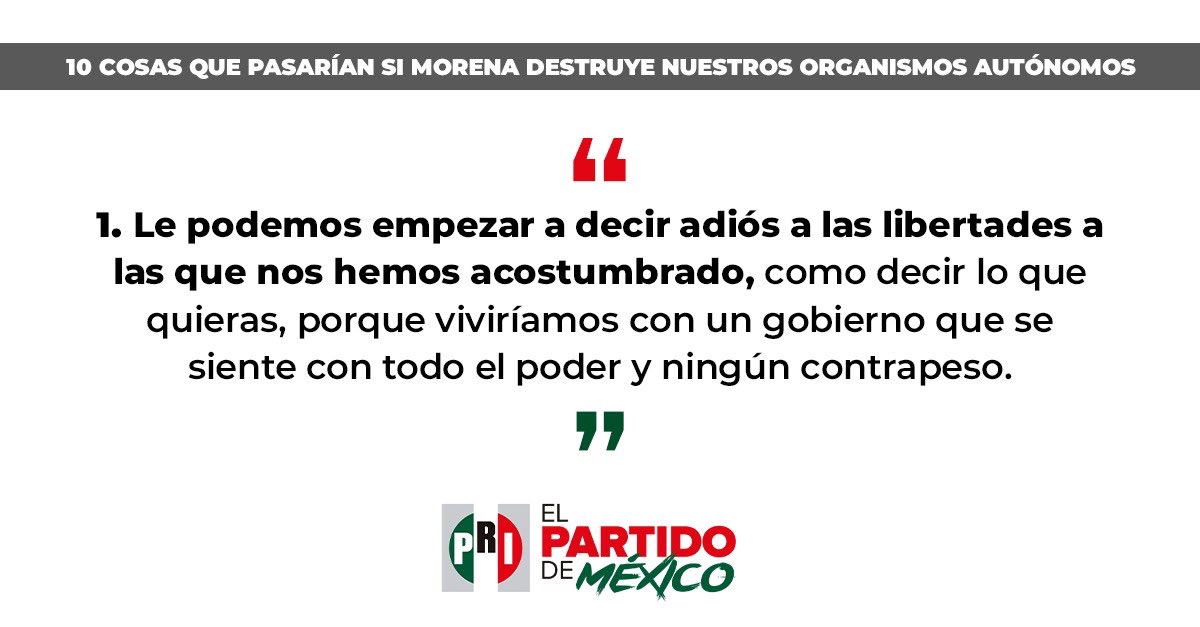 10 COSAS QUE PASARÍAN SI MORENA DESTRUYE NUESTROS ORGANISMOS AUTÓNOMOS
“
1. Le podemos empezar a decir adiós a las libertades a
las que nos hemos acostumbrado, como decir lo que
quieras, porque viviríamos con un gobierno que se
siente con todo el poder y ningún contrapeso.
”
PRI
EL
PARTIDO
DE MÉXICO